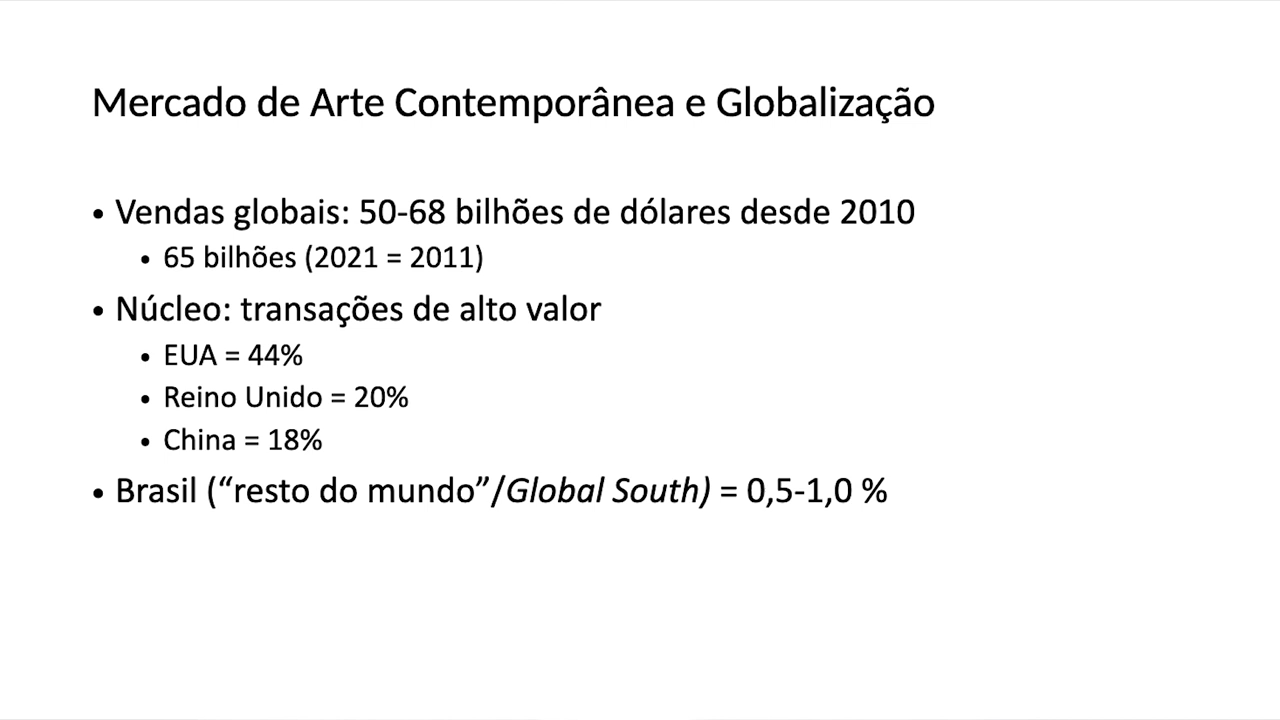 Mercado de Arte Contemporânea e Globalização
• Vendas globais: 50-68 bilhões de dólares desde 2010
• 65 bilhões (2021 = 2011)
• Núcleo: transações de alto valor
• EUA = 44%
• Reino Unido = 20%
• China = 18%
• Brasil (“resto do mundo”/Global South) = 0,5-1,0 %